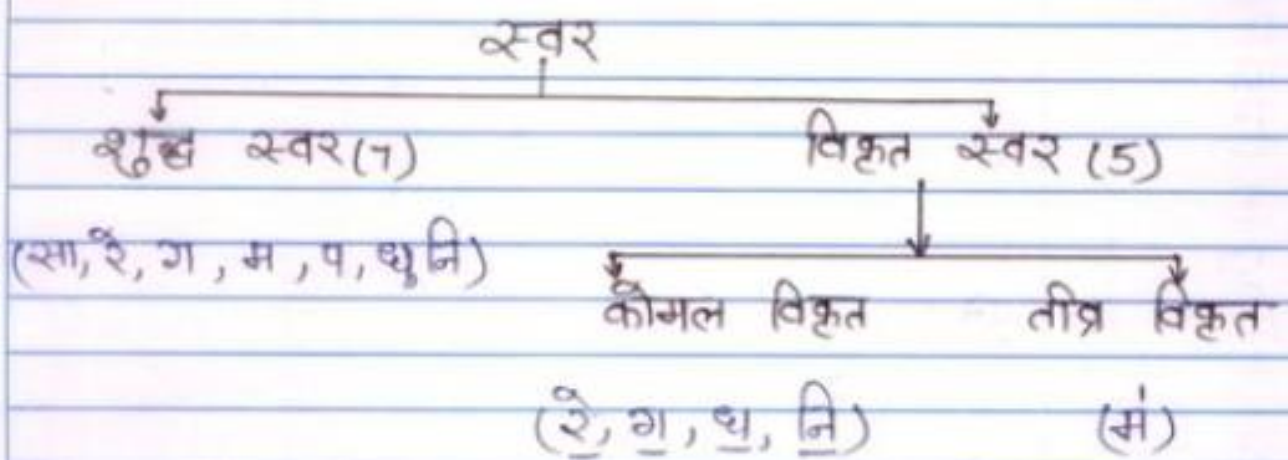 स्वर
शुद्ध स्वर (7) विकृत स्वर (5)
(सा, रे, ग, म, प, ध, नि)
कोमल विकृत तीव्र विकृत
(रे॒, ग॒, ध॒, नि॒) (म॑)